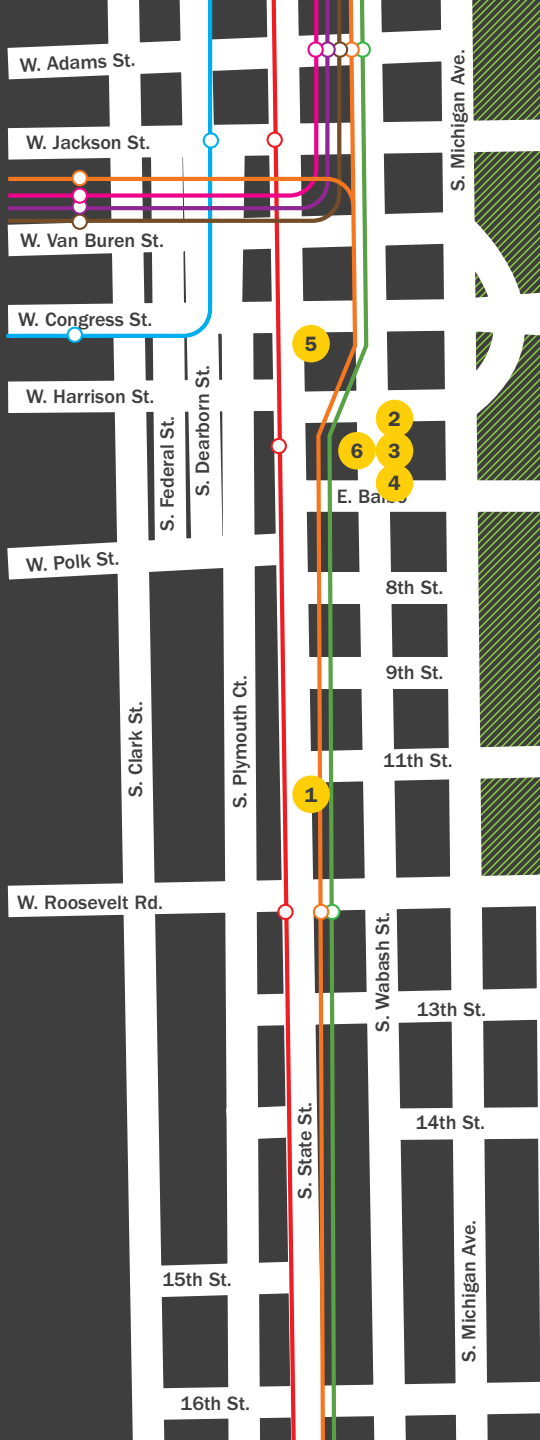 W. Adams St.
S. Michigan Ave.
W. Jackson St.
W. Van Buren St.
W. Congress St.
5
W. Harrison St.
S. Dearborn St.
S. Federal St.
2
6
3
4
E. Balbo
W. Polk St.
8th St.
9th St.
S. Clark St.
S. Plymouth Ct.
11th St.
1
W. Roosevelt Rd.
S. Wabash St.
13th St.
14th St.
S. State St.
15th St.
S. Michigan Ave.
16th St.